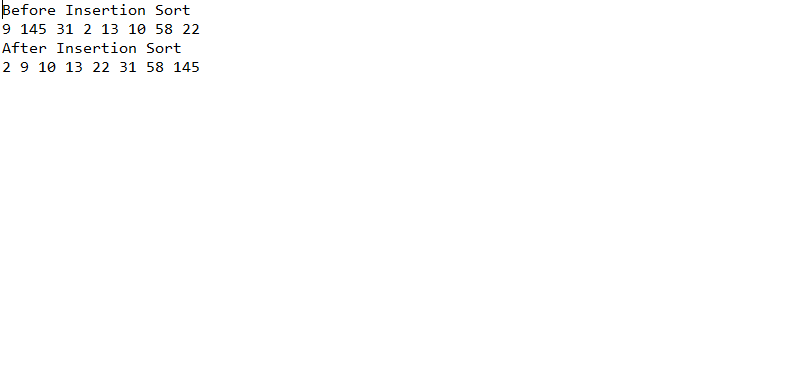 Before Insertion Sort
9 145 31 2 13 10 58 22
After Insertion Sort
2 9 10 13 22 31 58 145